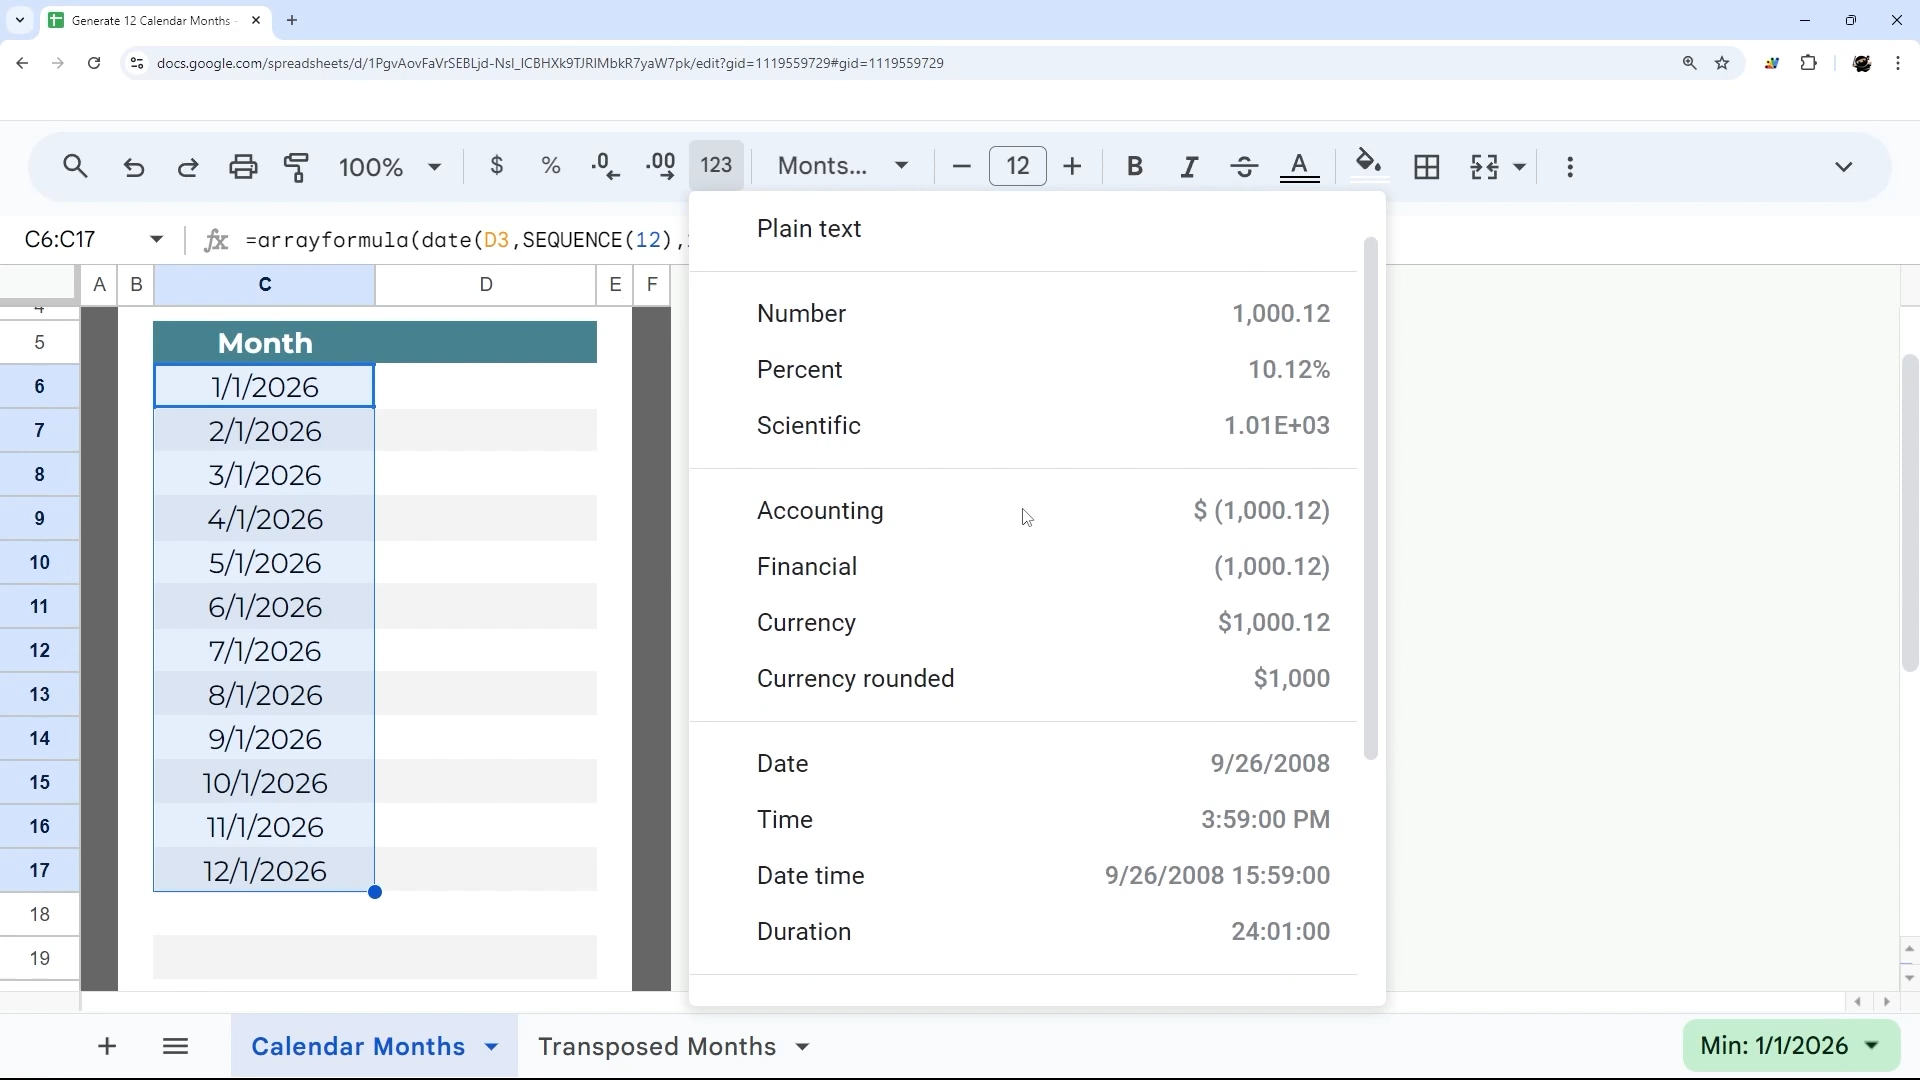 Generate 12 Calendar Months -
docs.google.com/spreadsheets/d/1PgvAovFaVrSEBLjd-NsI_ICBHXk9TJRIMbkR7yaW7pk/edit?gid=1119559729#gid=1119559729
100% $ % .0 .00 123 Monts... 12 B I A
C6:C17 fx =arrayformula(date(D3,SEQUENCE(12),
A B C D E F
4
5 Month
6 1/1/2026
7 2/1/2026
8 3/1/2026
9 4/1/2026
10 5/1/2026
11 6/1/2026
12 7/1/2026
13 8/1/2026
14 9/1/2026
15 10/1/2026
16 11/1/2026
17 12/1/2026
18
19
Plain text
Number 1,000.12
Percent 10.12%
Scientific 1.01E+03
Accounting $ (1,000.12)
Financial (1,000.12)
Currency $1,000.12
Currency rounded $1,000
Date 9/26/2008
Time 3:59:00 PM
Date time 9/26/2008 15:59:00
Duration 24:01:00
Calendar Months Transposed Months Min: 1/1/2026